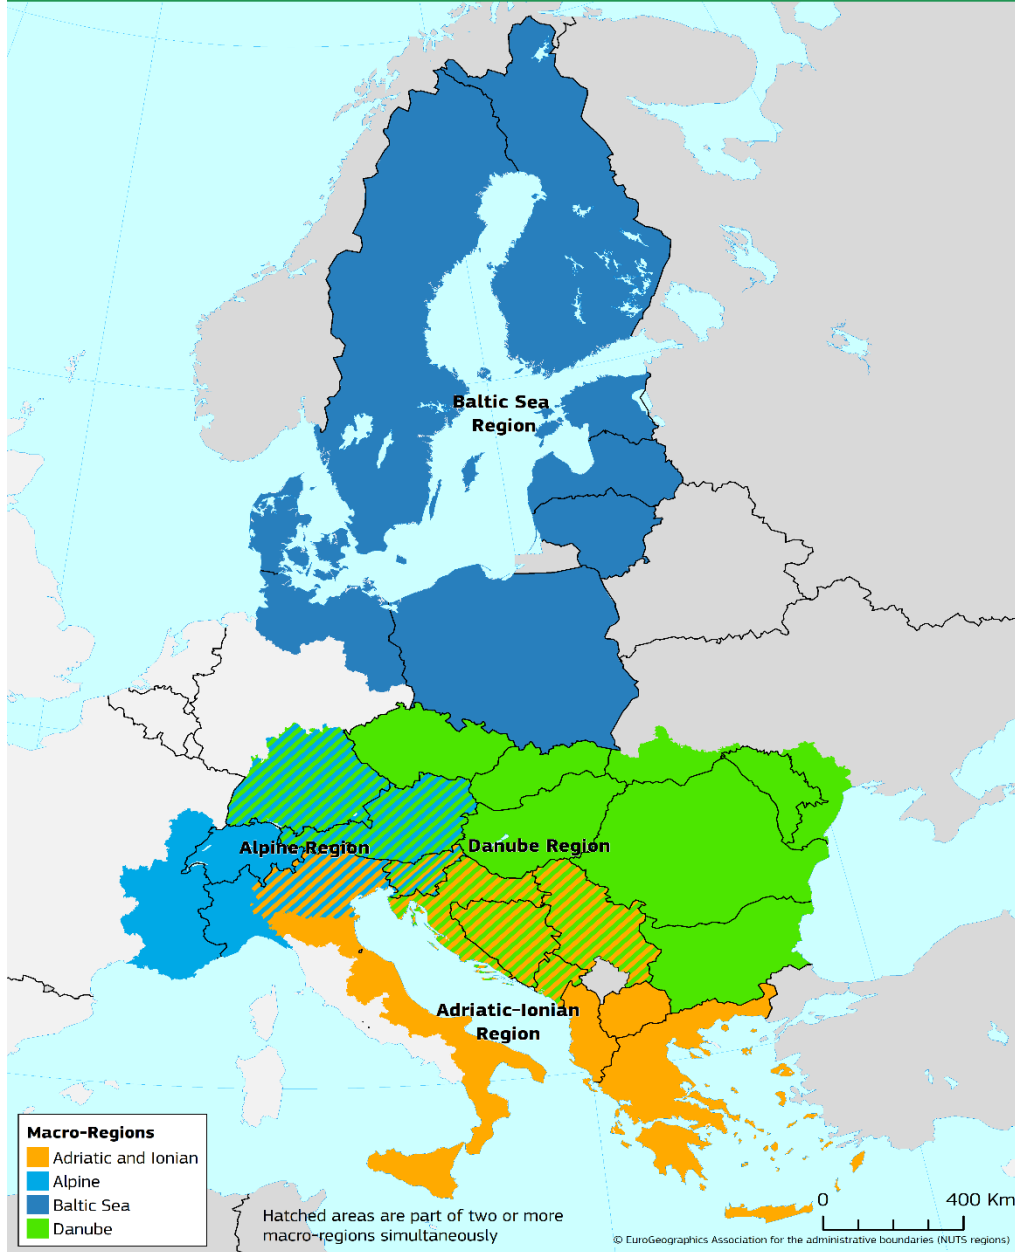 Baltic Sea
Region
Alpine Region
Danube Region
Adriatic-Ionian
Region
Macro-Regions
Adriatic and Ionian
Alpine
Baltic Sea
Danube
Hatched areas are part of two or more
macro-regions simultaneously
0 400 Km
© EuroGeographics Association for the administrative boundaries (NUTS regions)